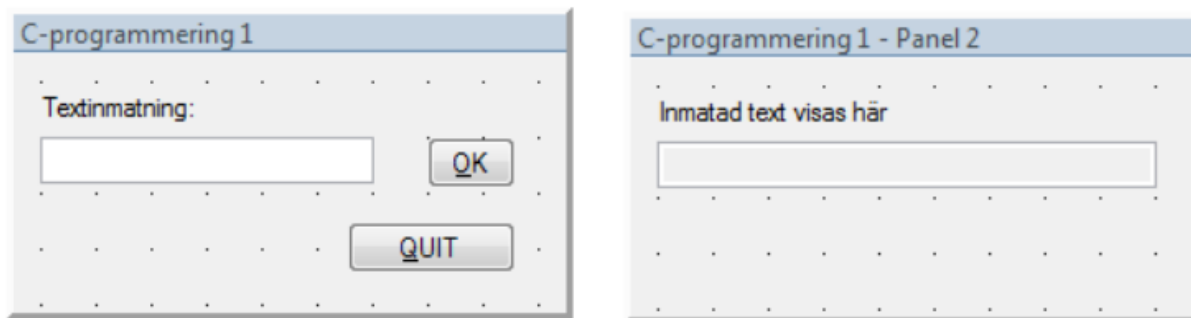 C-programmering 1
Textinmatning:
OK
QUIT
C-programmering 1 - Panel 2
Inmatad text visas här